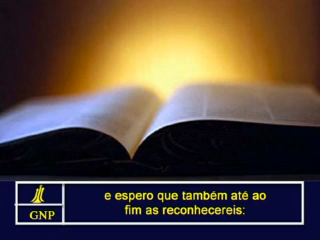 e espero que também até ao
fim as reconhecereis:
GNP